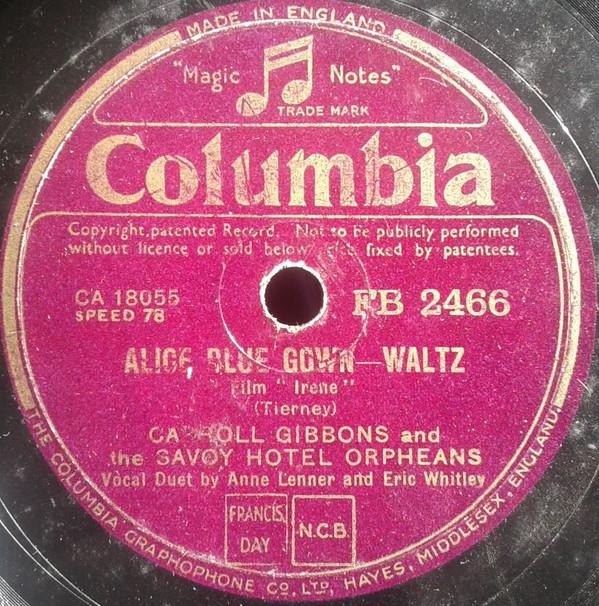 MADE IN ENGLAND
"Magic Notes"
TRADE MARK
Columbia
Copyright, patented Record. Not to be publicly performed
without licence or sold below price fixed by patentees.
CA 18055
SPEED 78
FB 2466
ALICE BLUE GOWN—WALTZ
Film "Irene"
(Tierney)
CARROLL GIBBONS and
the SAVOY HOTEL ORPHEANS
Vocal Duet by Anne Lenner and Eric Whitley
FRANCIS, DAY
N.C.B.
THE COLUMBIA GRAPHOPHONE CO., LTD., HAYES, MIDDLESEX, ENGLAND.